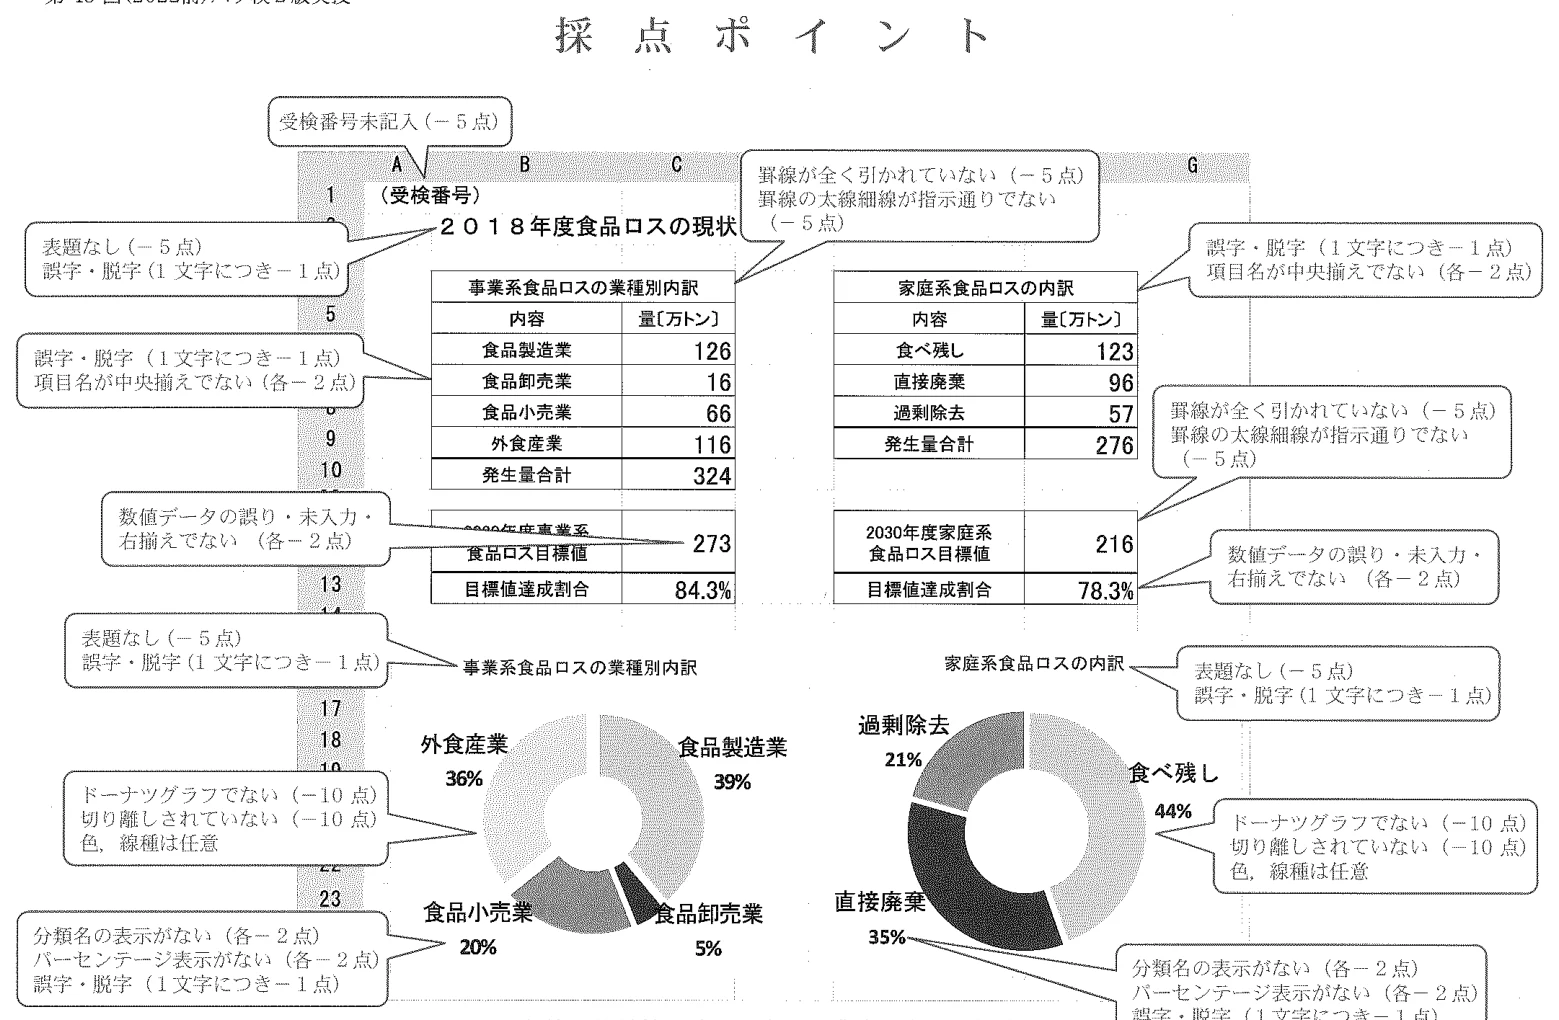 採点ポイント
受検番号未記入(－５点)
A B C G
1 (受検番号)
２０１８年度食品ロスの現状
罫線が全く引かれていない (－５点)
罫線の太線細線が指示通りでない
(－５点)
表題なし(－５点)
誤字・脱字(1 文字につき－１点)
誤字・脱字 (１文字につき－１点)
項目名が中央揃えでない (各－２点)
事業系食品ロスの業種別内訳
5 内容 量〔万トン〕
食品製造業 126
食品卸売業 16
食品小売業 66
9 外食産業 116
10 発生量合計 324
家庭系食品ロスの内訳
内容 量〔万トン〕
食べ残し 123
直接廃棄 96
過剰除去 57
発生量合計 276
誤字・脱字 (１文字につき－１点)
項目名が中央揃えでない (各－２点)
罫線が全く引かれていない (－５点)
罫線の太線細線が指示通りでない
(－５点)
数値データの誤り・未入力・
右揃えでない (各－２点)
年度事業系
食品ロス目標値 273
13 目標値達成割合 84.3%
2030年度家庭系
食品ロス目標値 216
目標値達成割合 78.3%
数値データの誤り・未入力・
右揃えでない (各－２点)
表題なし(－５点)
誤字・脱字(1 文字につき－１点)
事業系食品ロスの業種別内訳
家庭系食品ロスの内訳
表題なし(－５点)
誤字・脱字(1 文字につき－１点)
17
18
外食産業
36%
食品製造業
39%
食品小売業
20%
食品卸売業
5%
過剰除去
21%
食べ残し
44%
直接廃棄
35%
ドーナツグラフでない (－10 点)
切り離しされていない (－10 点)
色，線種は任意
ドーナツグラフでない (－10 点)
切り離しされていない (－10 点)
色，線種は任意
23
分類名の表示がない (各－２点)
パーセンテージ表示がない (各－２点)
誤字・脱字 (１文字につき－１点)
分類名の表示がない (各－２点)
パーセンテージ表示がない (各－２点)
誤字・脱字 (１文字につき－１点)